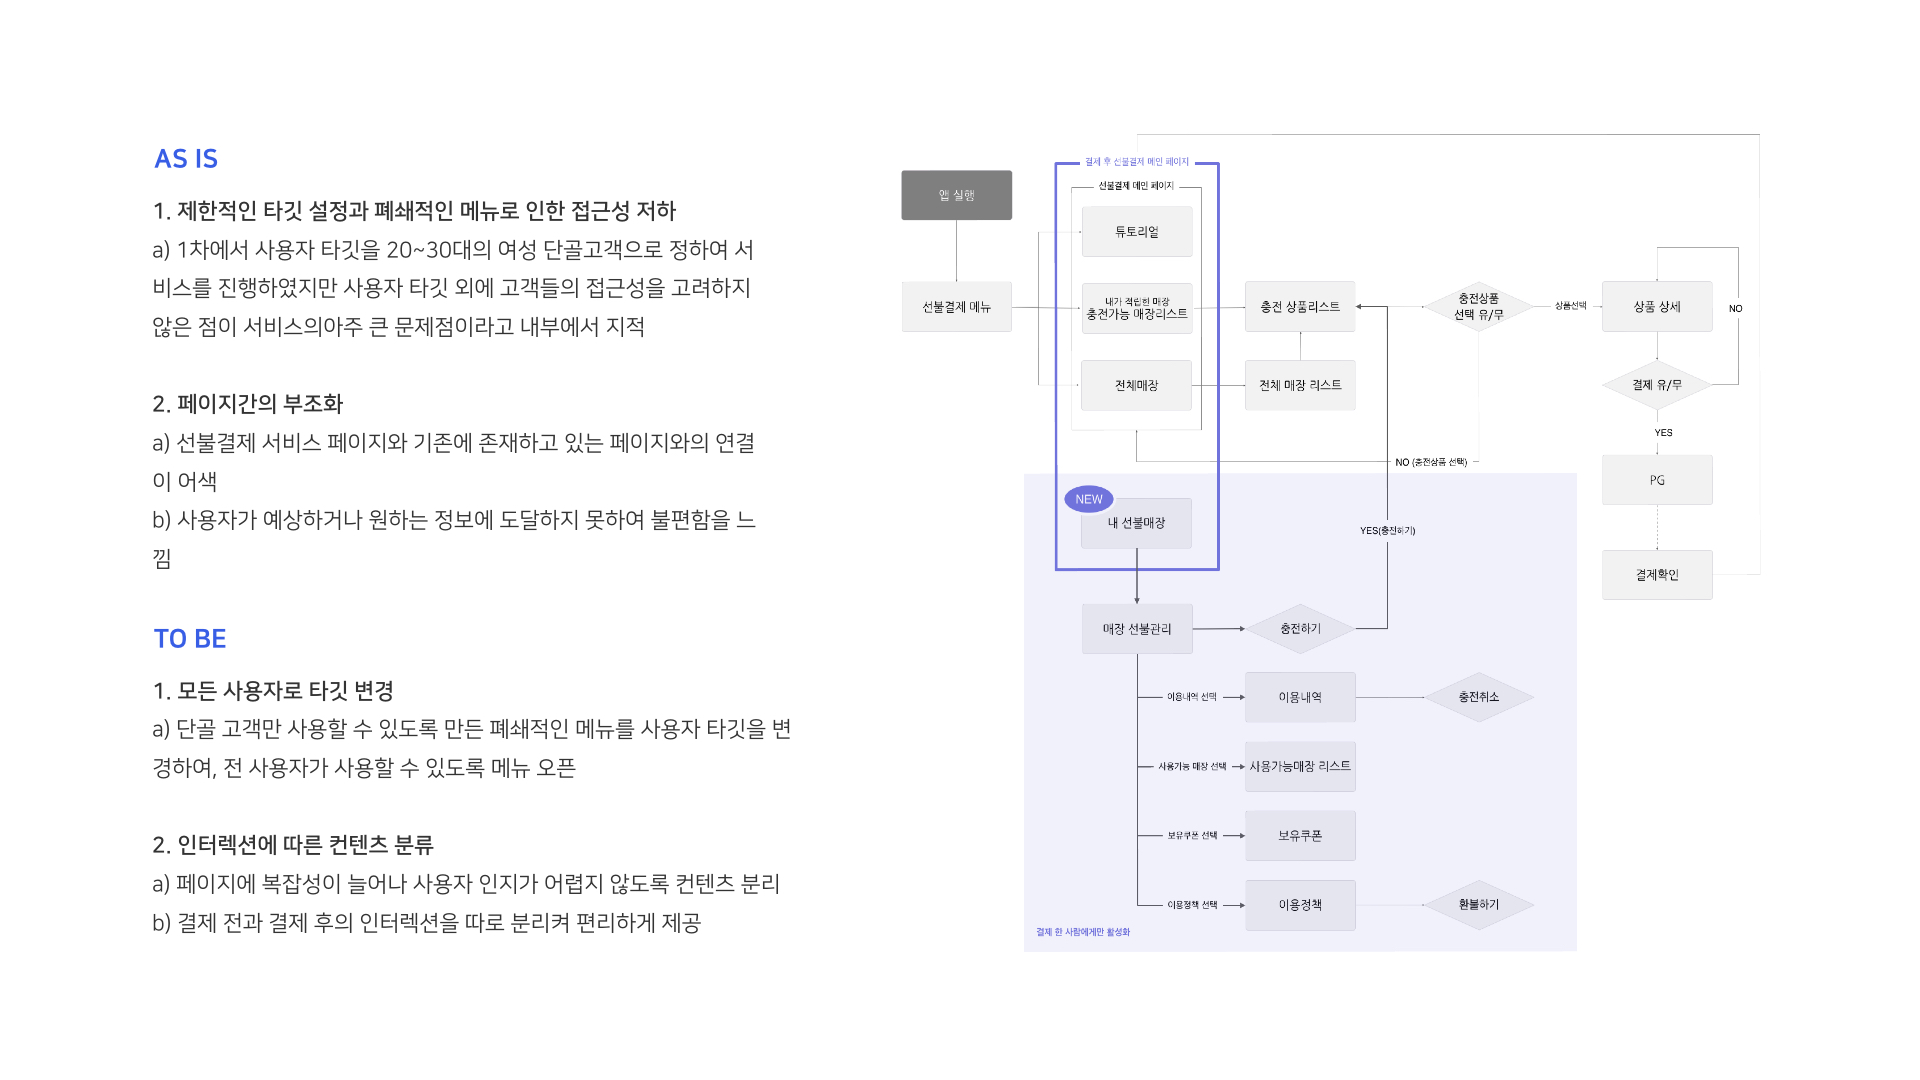 AS IS
1. 제한적인 타깃 설정과 폐쇄적인 메뉴로 인한 접근성 저하
a) 1차에서 사용자 타깃을 20~30대의 여성 단골고객으로 정하여 서
비스를 진행하였지만 사용자 타깃 외에 고객들의 접근성을 고려하지
않은 점이 서비스의아주 큰 문제점이라고 내부에서 지적
2. 페이지간의 부조화
a) 선불결제 서비스 페이지와 기존에 존재하고 있는 페이지와의 연결
이 어색
b) 사용자가 예상하거나 원하는 정보에 도달하지 못하여 불편함을 느
낌
TO BE
1. 모든 사용자로 타깃 변경
a) 단골 고객만 사용할 수 있도록 만든 폐쇄적인 메뉴를 사용자 타깃을 변
경하여, 전 사용자가 사용할 수 있도록 메뉴 오픈
2. 인터렉션에 따른 컨텐츠 분류
a) 페이지에 복잡성이 늘어나 사용자 인지가 어렵지 않도록 컨텐츠 분리
b) 결제 전과 결제 후의 인터렉션을 따로 분리켜 편리하게 제공
결제 후 선불결제 메인 페이지
선불결제 메인 페이지
앱 실행
튜토리얼
선불결제 메뉴
내가 적립한 매장
충전가능 매장리스트
충전 상품리스트
충전상품
선택 유/무
상품선택
상품 상세
NO
전체매장
전체 매장 리스트
결제 유/무
YES
NO (충전상품 선택)
PG
NEW
내 선불매장
YES(충전하기)
결제확인
매장 선불관리
충전하기
이용내역 선택
이용내역
충전취소
사용가능 매장 선택
사용가능매장 리스트
보유쿠폰 선택
보유쿠폰
이용정책 선택
이용정책
환불하기
결제 한 사람에게만 활성화